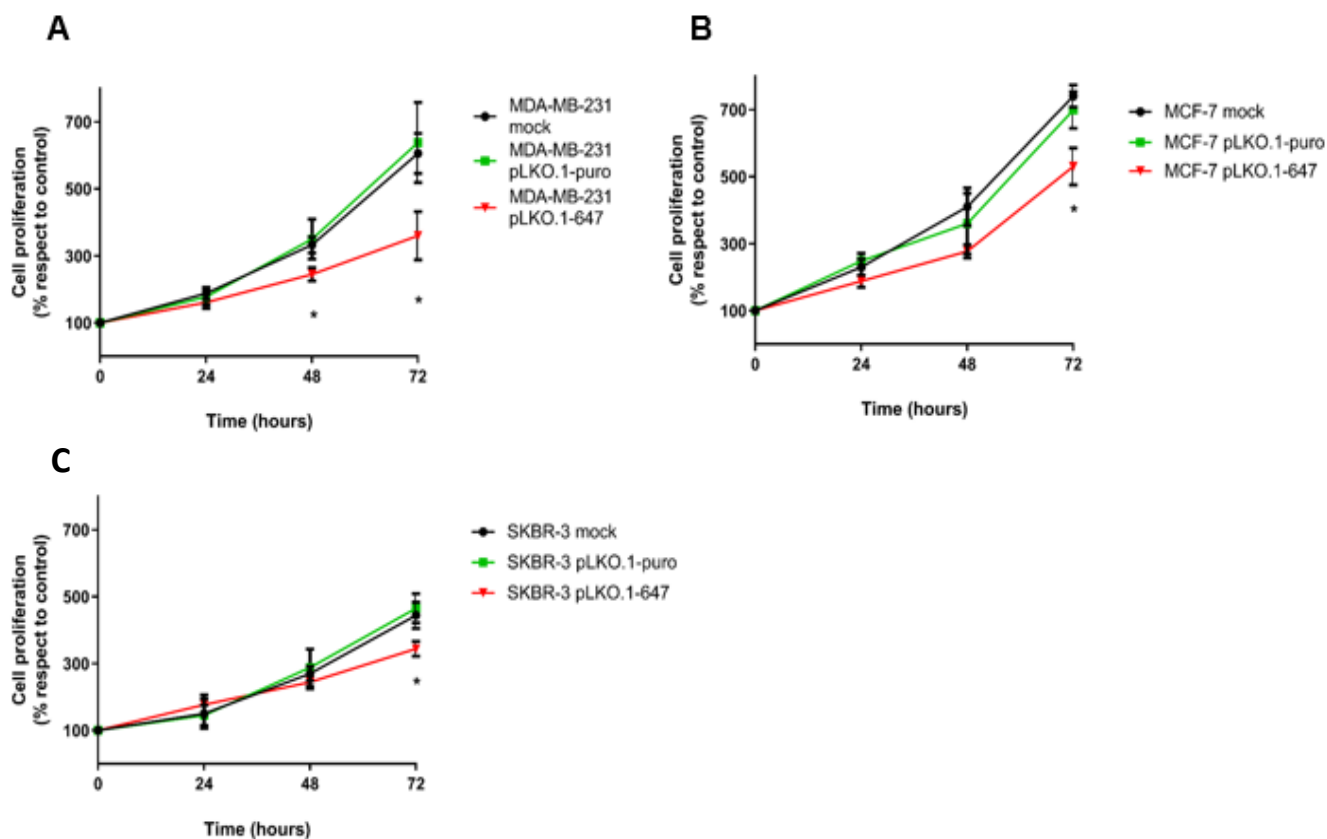 A
Cell proliferation
(% respect to control)
700
500
300
100
0 24 48 72
Time (hours)
*
*
MDA-MB-231
mock
MDA-MB-231
pLKO.1-puro
MDA-MB-231
pLKO.1-647
B
Cell proliferation
(% respect to control)
700
500
300
100
0 24 48 72
Time (hours)
*
MCF-7 mock
MCF-7 pLKO.1-puro
MCF-7 pLKO.1-647
C
Cell proliferation
(% respect to control)
700
500
300
100
0 24 48 72
Time (hours)
*
SKBR-3 mock
SKBR-3 pLKO.1-puro
SKBR-3 pLKO.1-647